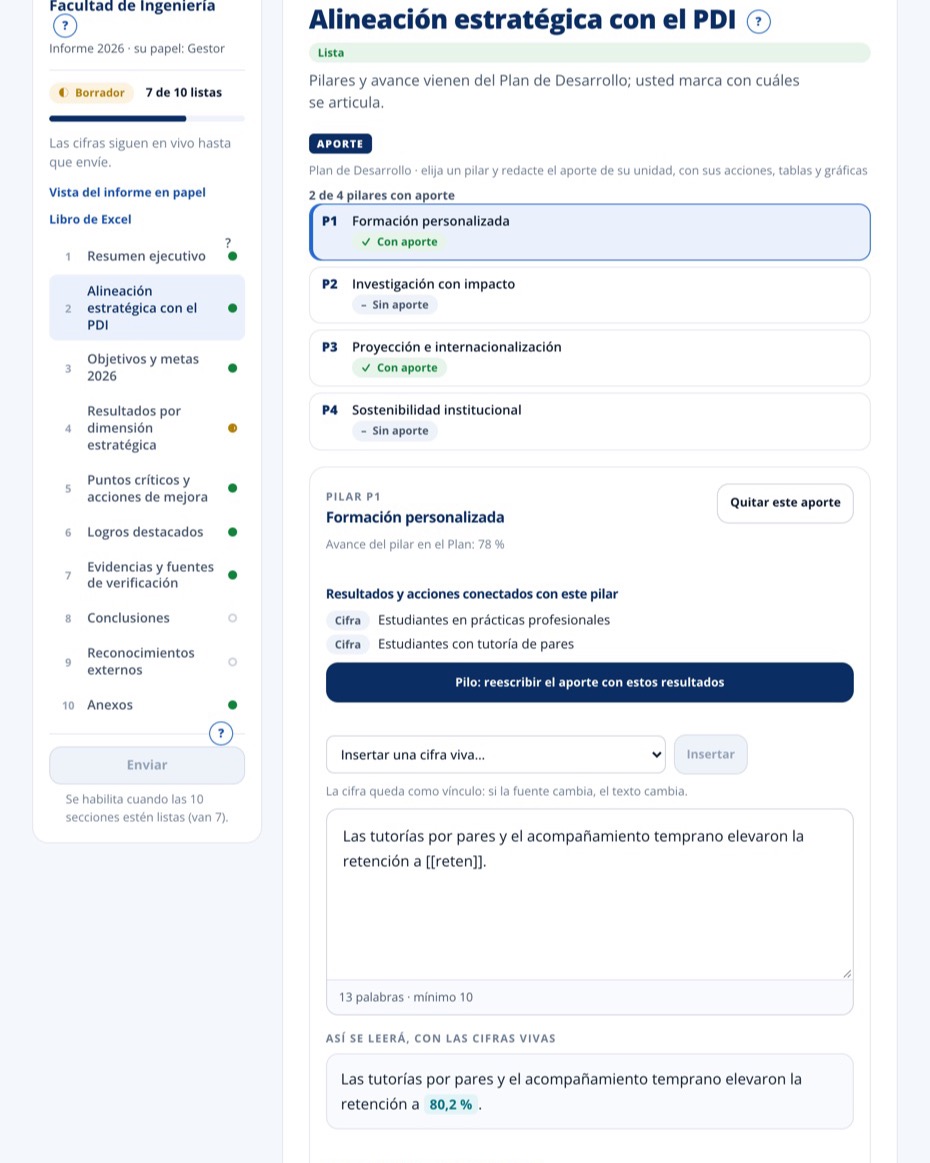 Facultad de Ingeniería
?
Informe 2026 · su papel: Gestor
Borrador 7 de 10 listas
Las cifras siguen en vivo hasta
que envíe.
Vista del informe en papel
Libro de Excel
?
1 Resumen ejecutivo
2 Alineación
estratégica con el
PDI
3 Objetivos y metas
2026
4 Resultados por
dimensión
estratégica
5 Puntos críticos y
acciones de mejora
6 Logros destacados
7 Evidencias y fuentes
de verificación
8 Conclusiones
9 Reconocimientos
externos
10 Anexos
?
Enviar
Se habilita cuando las 10
secciones estén listas (van 7).
Alineación estratégica con el PDI ?
Lista
Pilares y avance vienen del Plan de Desarrollo; usted marca con cuáles
se articula.
APORTE
Plan de Desarrollo · elija un pilar y redacte el aporte de su unidad, con sus acciones, tablas y gráficas
2 de 4 pilares con aporte
P1 Formación personalizada
✓ Con aporte
P2 Investigación con impacto
– Sin aporte
P3 Proyección e internacionalización
✓ Con aporte
P4 Sostenibilidad institucional
– Sin aporte
PILAR P1
Formación personalizada
Quitar este aporte
Avance del pilar en el Plan: 78 %
Resultados y acciones conectados con este pilar
Cifra Estudiantes en prácticas profesionales
Cifra Estudiantes con tutoría de pares
Pilo: reescribir el aporte con estos resultados
Insertar una cifra viva... Insertar
La cifra queda como vínculo: si la fuente cambia, el texto cambia.
Las tutorías por pares y el acompañamiento temprano elevaron la
retención a [[reten]].
13 palabras · mínimo 10
ASÍ SE LEERÁ, CON LAS CIFRAS VIVAS
Las tutorías por pares y el acompañamiento temprano elevaron la
retención a 80,2 % .